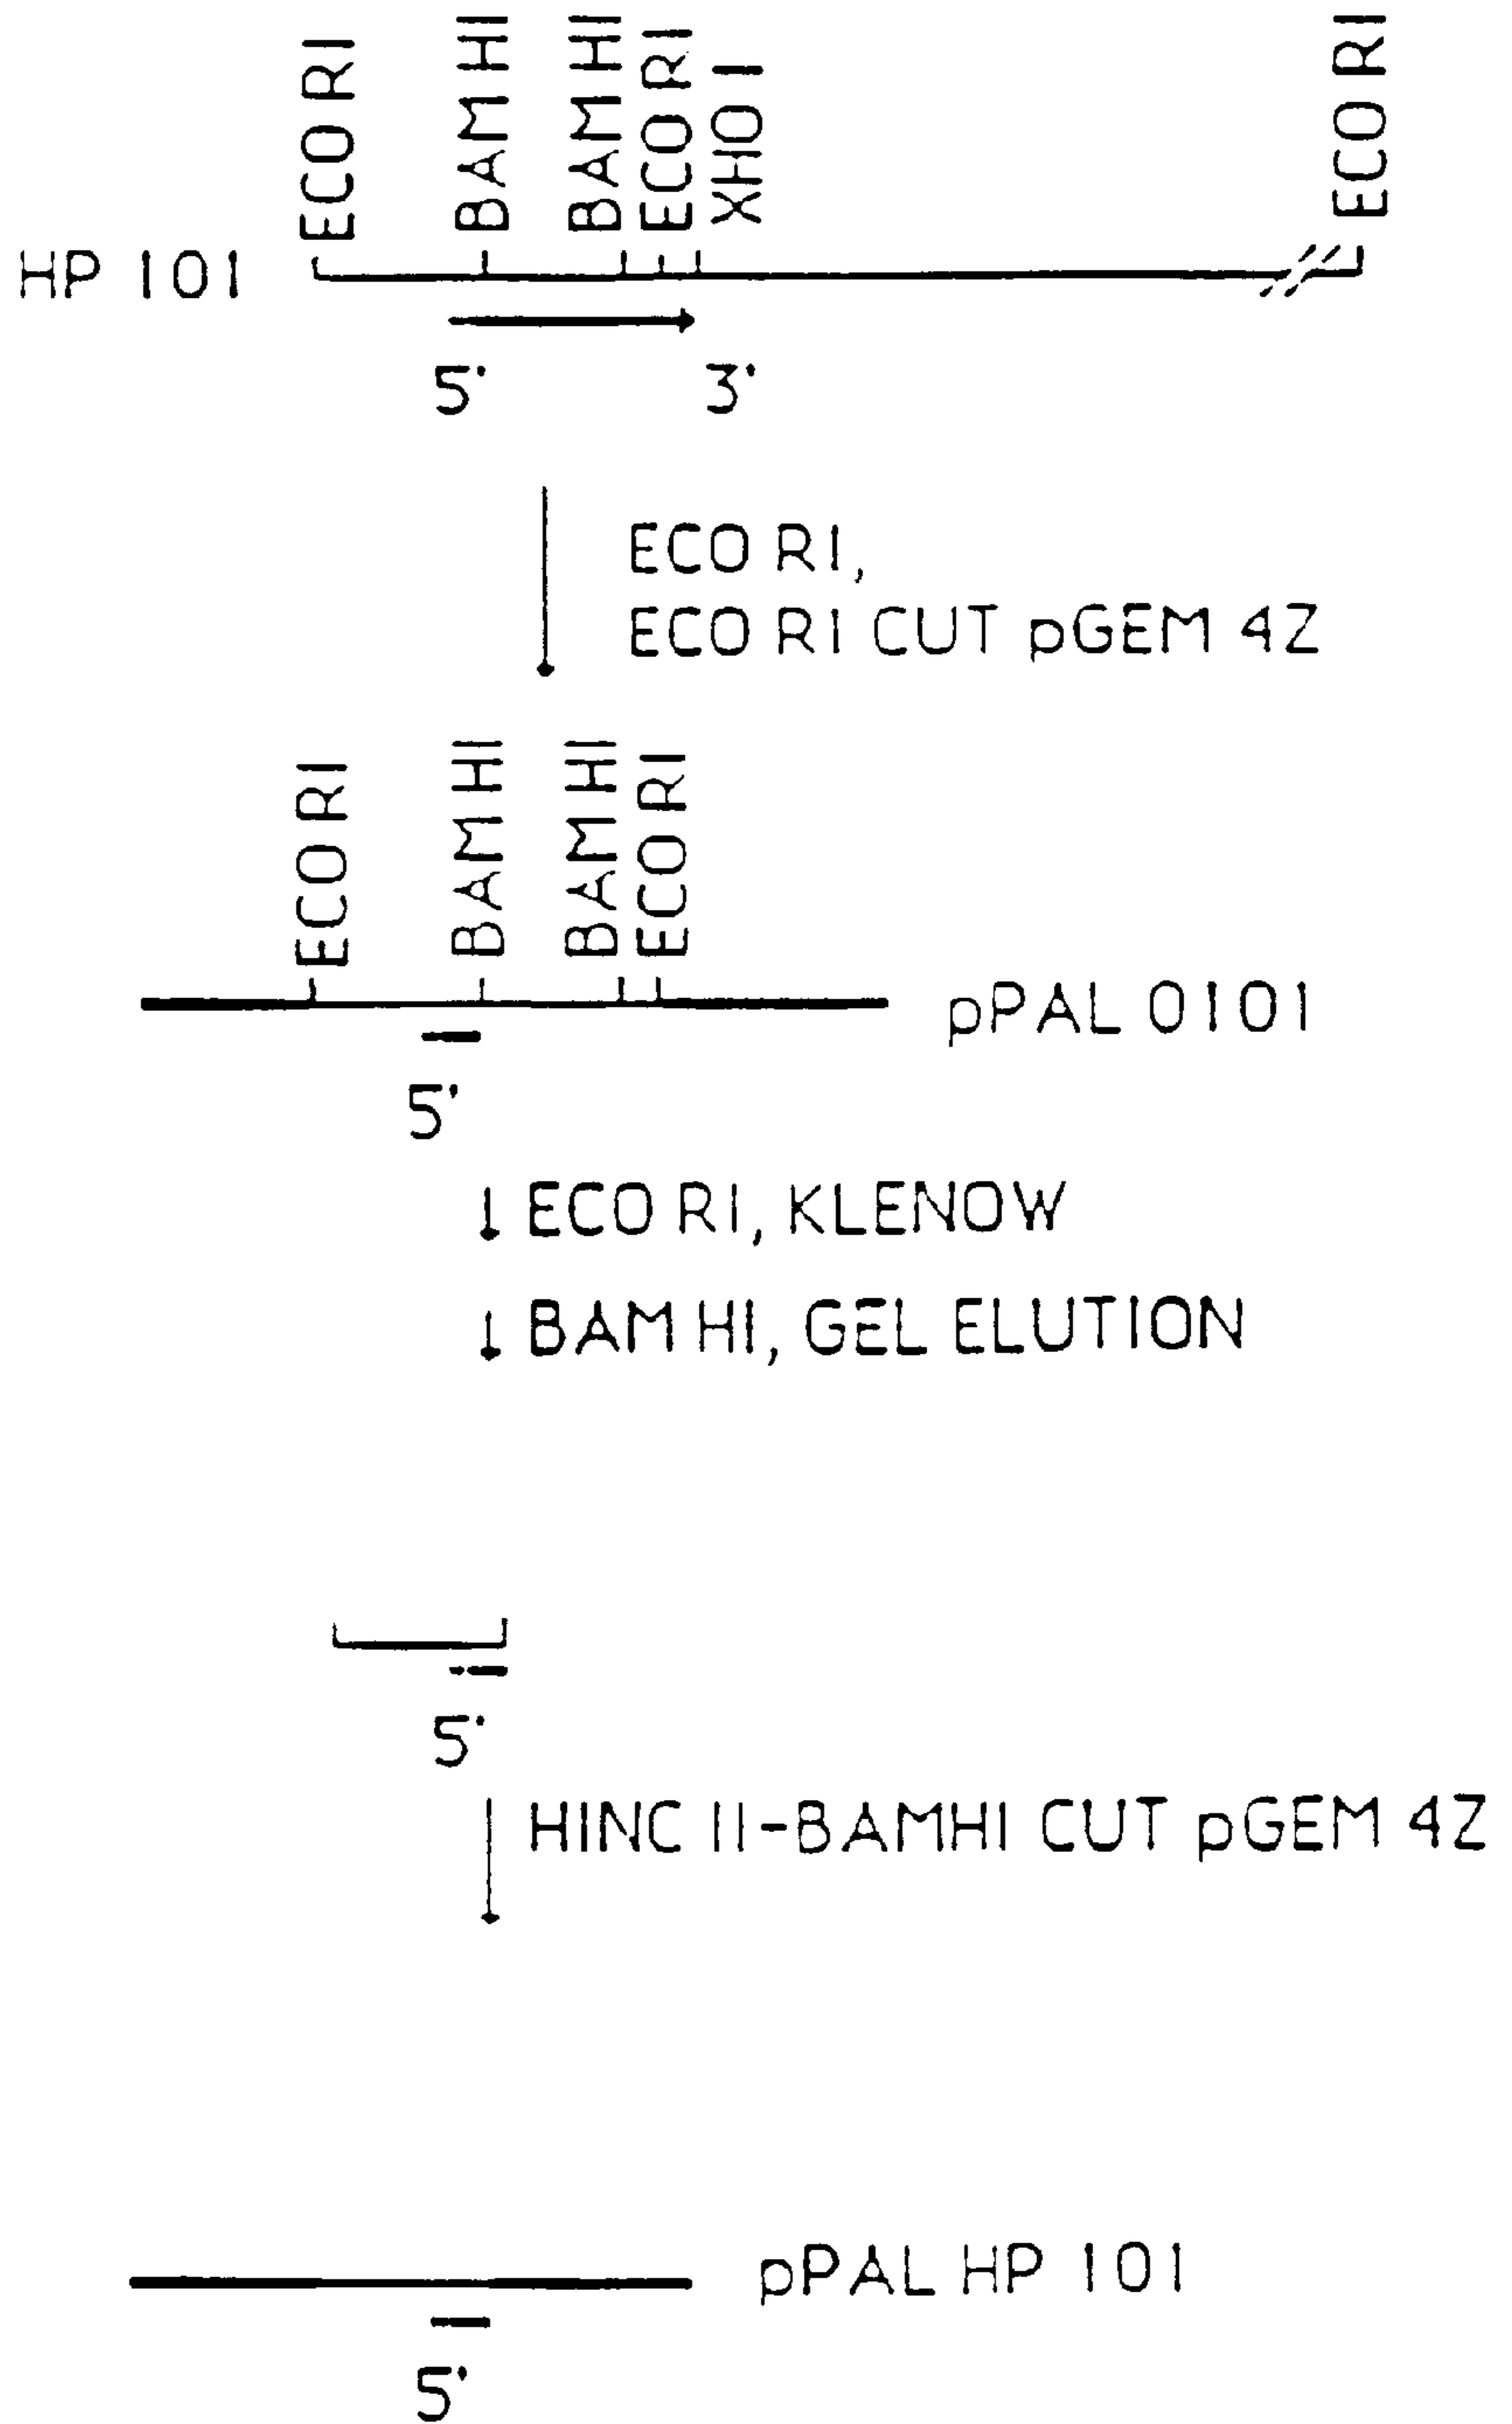 ECO RI
BAM HI
BAM HI
ECO RI
XHO I
ECO RI
HP 101
5' 3'
ECO RI,
ECO RI CUT pGEM 4Z
ECO RI
BAM HI
BAM HI
ECO RI
pPAL 0101
5'
ECO RI, KLENOW
BAM HI, GEL ELUTION
5'
HINC II-BAMHI CUT pGEM 4Z
pPAL HP 101
5'